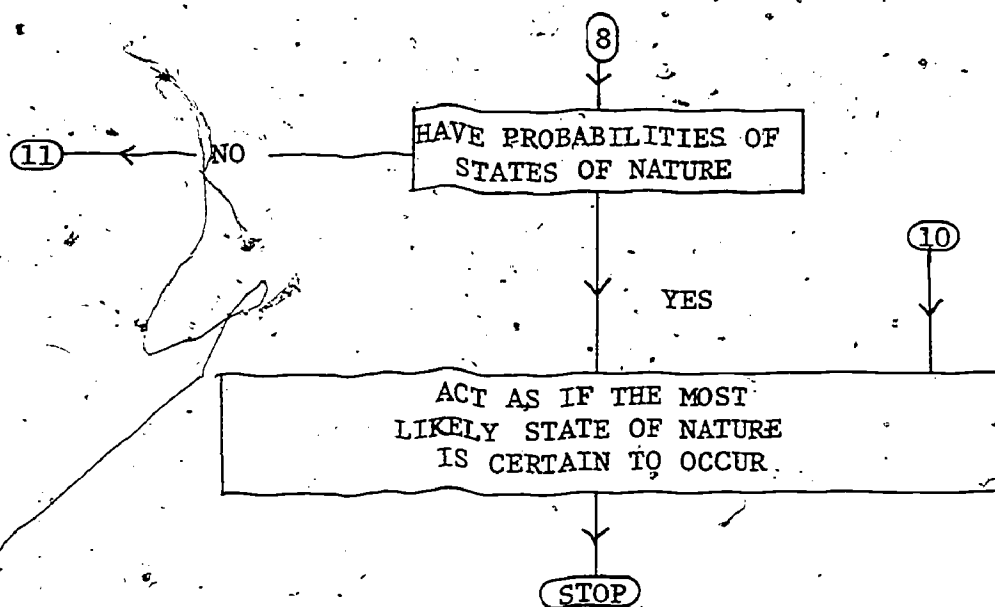 8
HAVE PROBABILITIES OF
STATES OF NATURE
11
NO
10
YES
ACT AS IF THE MOST
LIKELY STATE OF NATURE
IS CERTAIN TO OCCUR
STOP